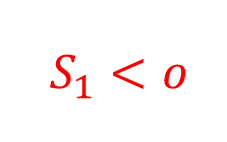 S₁ < o